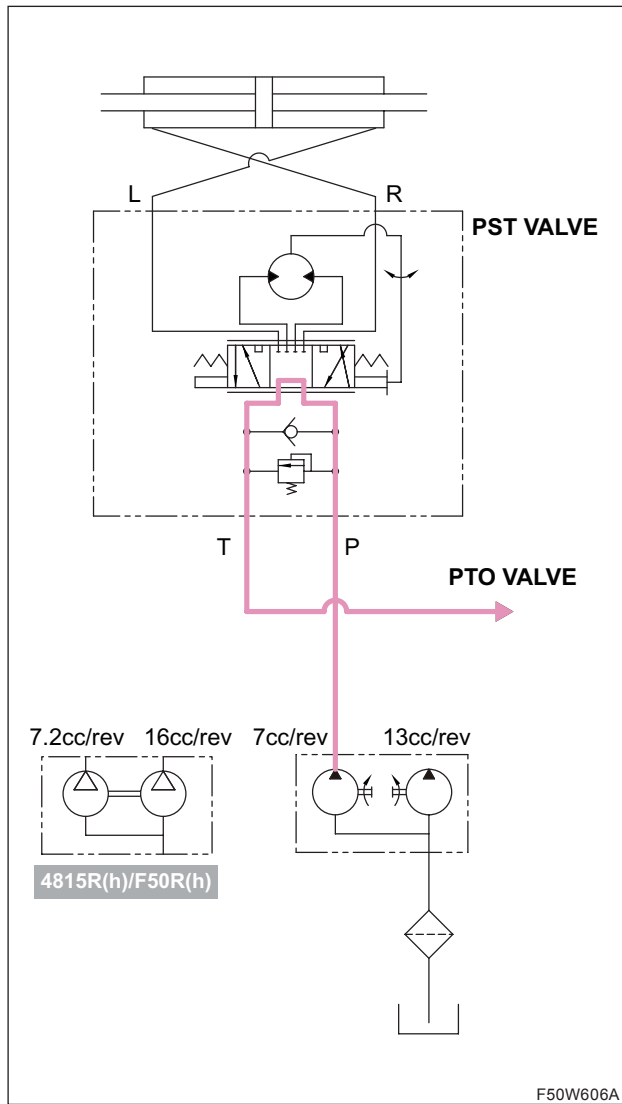 L R
PST VALVE
T P
PTO VALVE
7.2cc/rev 16cc/rev 7cc/rev 13cc/rev
4815R(h)/F50R(h)
F50W606A